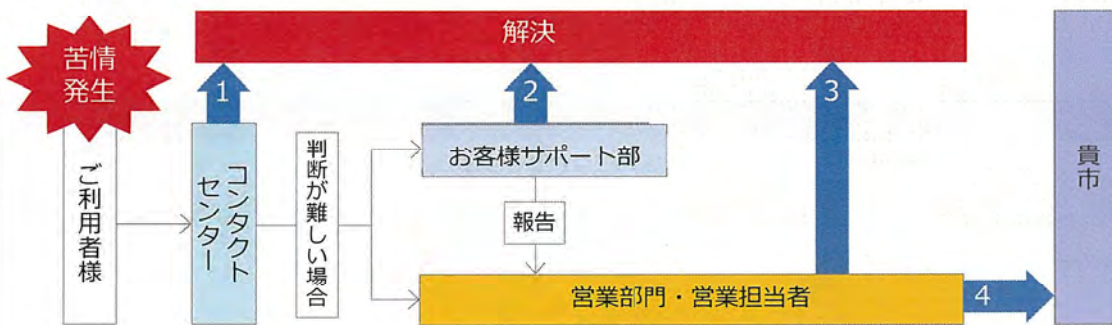 苦情
発生
解決
1
2
3
ご利用者様
コンタクト
センター
判断が難しい場合
お客様サポート部
報告
営業部門・営業担当者
4
貴市